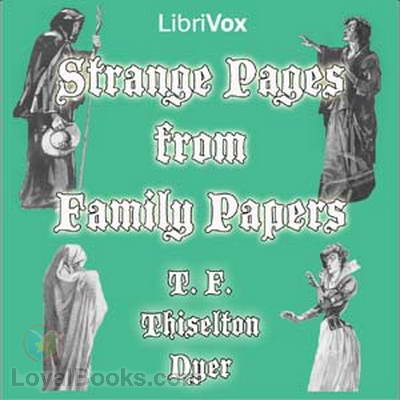 LibriVox
Strange Pages
from
Family Papers
T. F.
Thiselton
Dyer
LoyalBooks.com